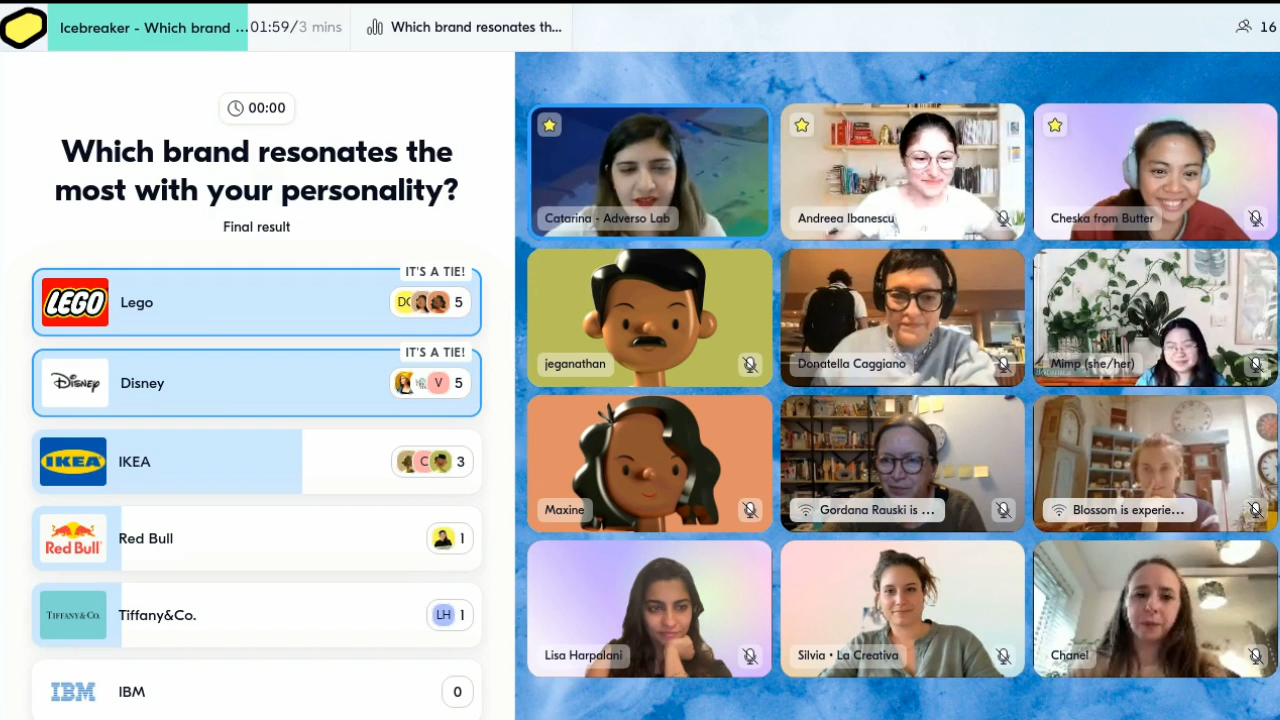 Icebreaker - Which brand ...
01:59/3 mins
Which brand resonates th...
16
00:00
Which brand resonates the
most with your personality?
Final result
IT'S A TIE!
LEGO
Lego
DC
5
IT'S A TIE!
Disney
Disney
V
5
IKEA
IKEA
C
3
Red Bull
Red Bull
1
TIFFANY & CO.
Tiffany&Co.
LH
1
IBM
IBM
0
Catarina - Adverso Lab
Andreea Ibanescu
Cheska from Butter
jeganathan
Donatella Caggiano
Mimp (she/her)
Maxine
Gordana Rauski is ...
Blossom is experie...
Lisa Harpalani
Silvia • La Creativa
Chanel